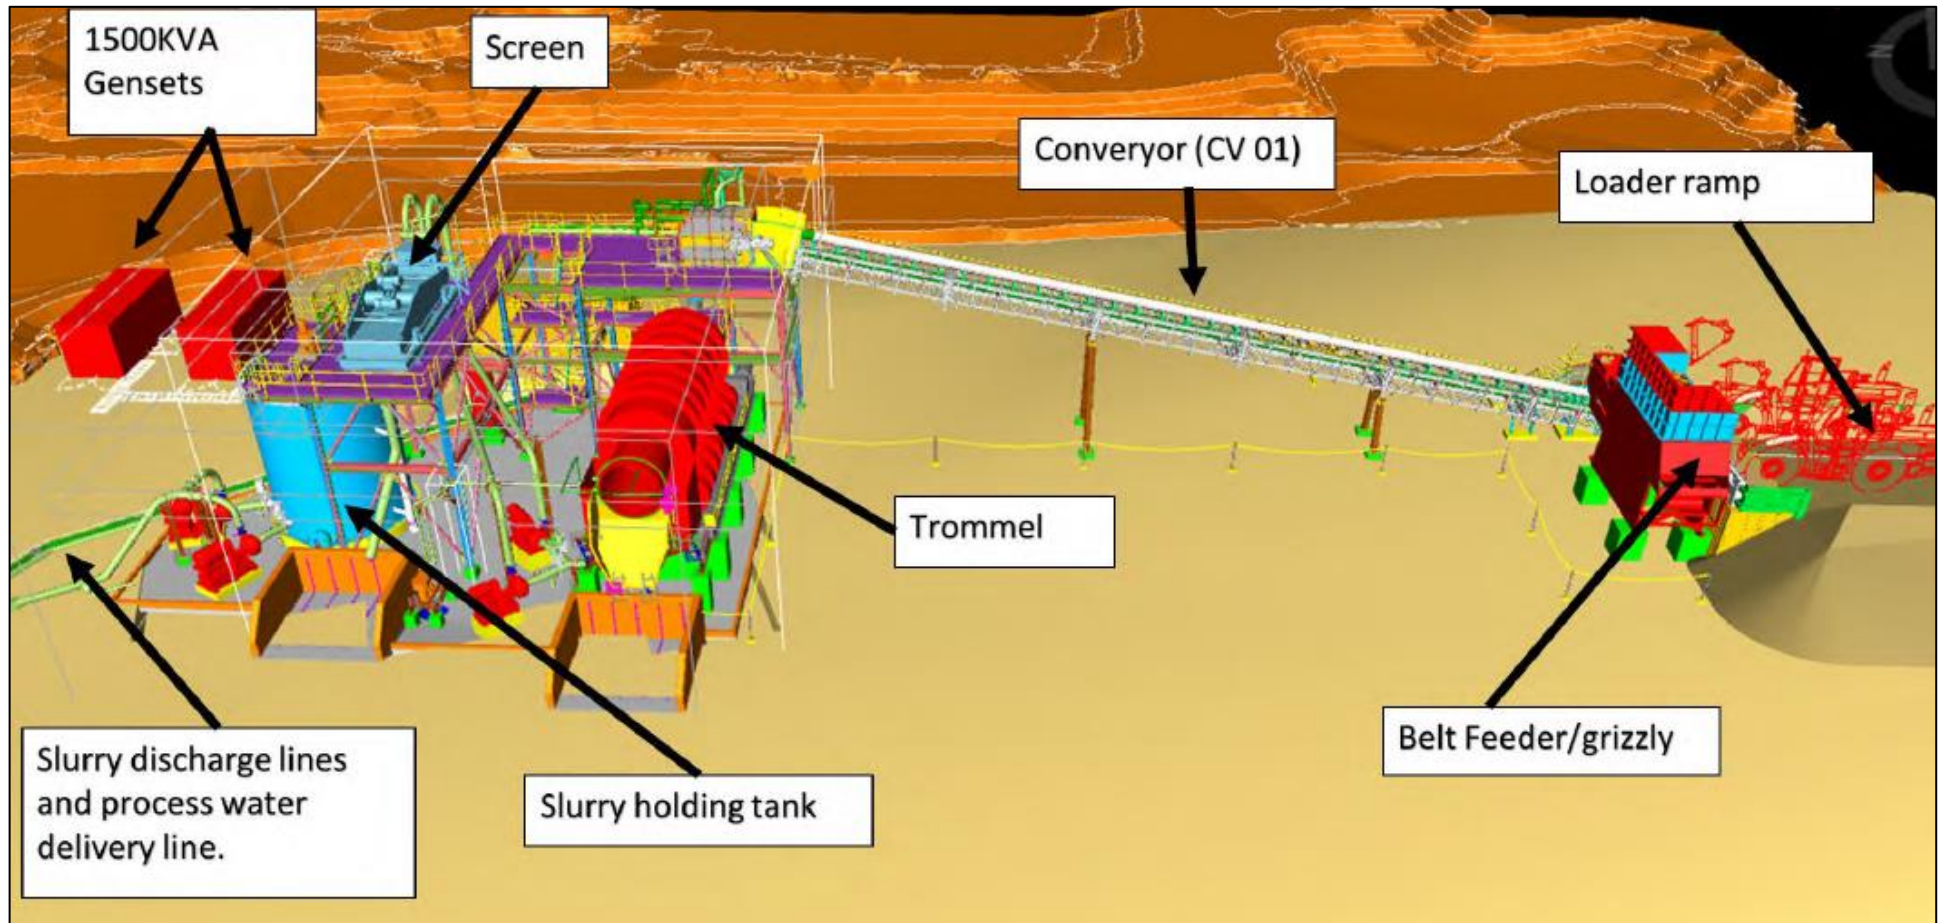 1500KVA
Gensets
Screen
Converyor (CV 01)
Loader ramp
Trommel
Belt Feeder/grizzly
Slurry discharge lines
and process water
delivery line.
Slurry holding tank